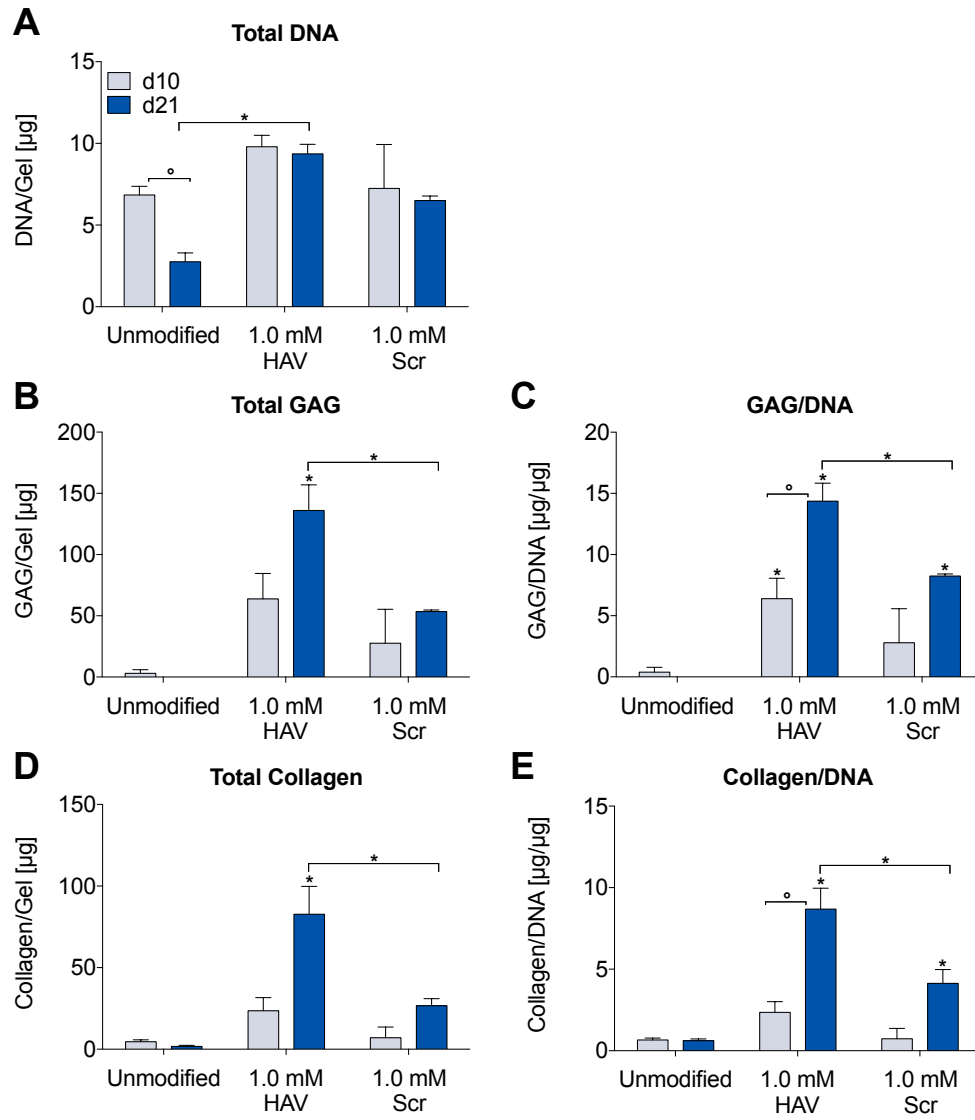 A
Total DNA
DNA/Gel [µg]
15
10
5
0
d10
d21
*
°
Unmodified
1.0 mM
HAV
1.0 mM
Scr
B
Total GAG
GAG/Gel [µg]
200
150
100
50
0
*
*
Unmodified
1.0 mM
HAV
1.0 mM
Scr
C
GAG/DNA
GAG/DNA [µg/µg]
20
15
10
5
0
*
*
°
*
*
Unmodified
1.0 mM
HAV
1.0 mM
Scr
D
Total Collagen
Collagen/Gel [µg]
150
100
50
0
*
*
Unmodified
1.0 mM
HAV
1.0 mM
Scr
E
Collagen/DNA
Collagen/DNA [µg/µg]
15
10
5
0
*
*
°
*
Unmodified
1.0 mM
HAV
1.0 mM
Scr